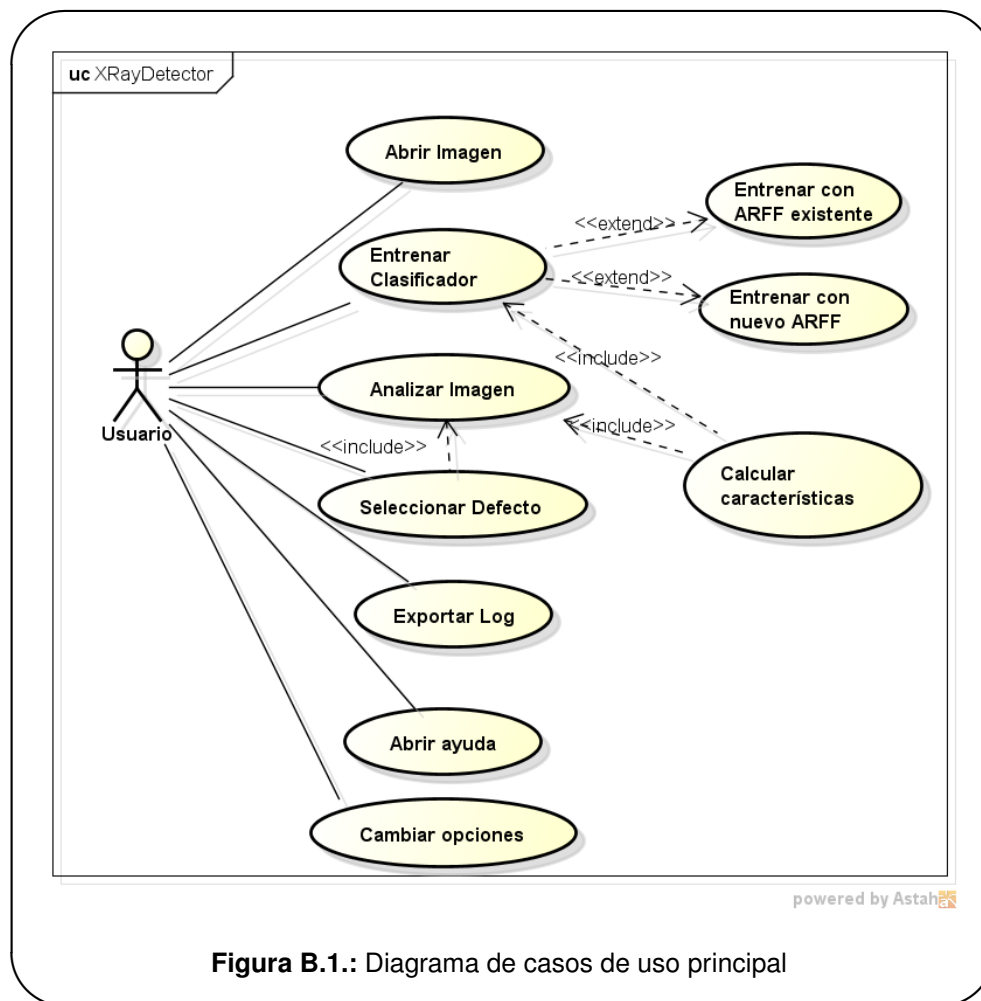 uc XRayDetector
Abrir Imagen
Entrenar con
ARFF existente
<<extend>>
Entrenar
Clasificador
<<extend>>
Entrenar con
nuevo ARFF
<<include>>
Analizar Imagen
<<include>>
Usuario
<<include>>
Calcular
características
Seleccionar Defecto
Exportar Log
Abrir ayuda
Cambiar opciones
powered by Astah
Figura B.1.: Diagrama de casos de uso principal